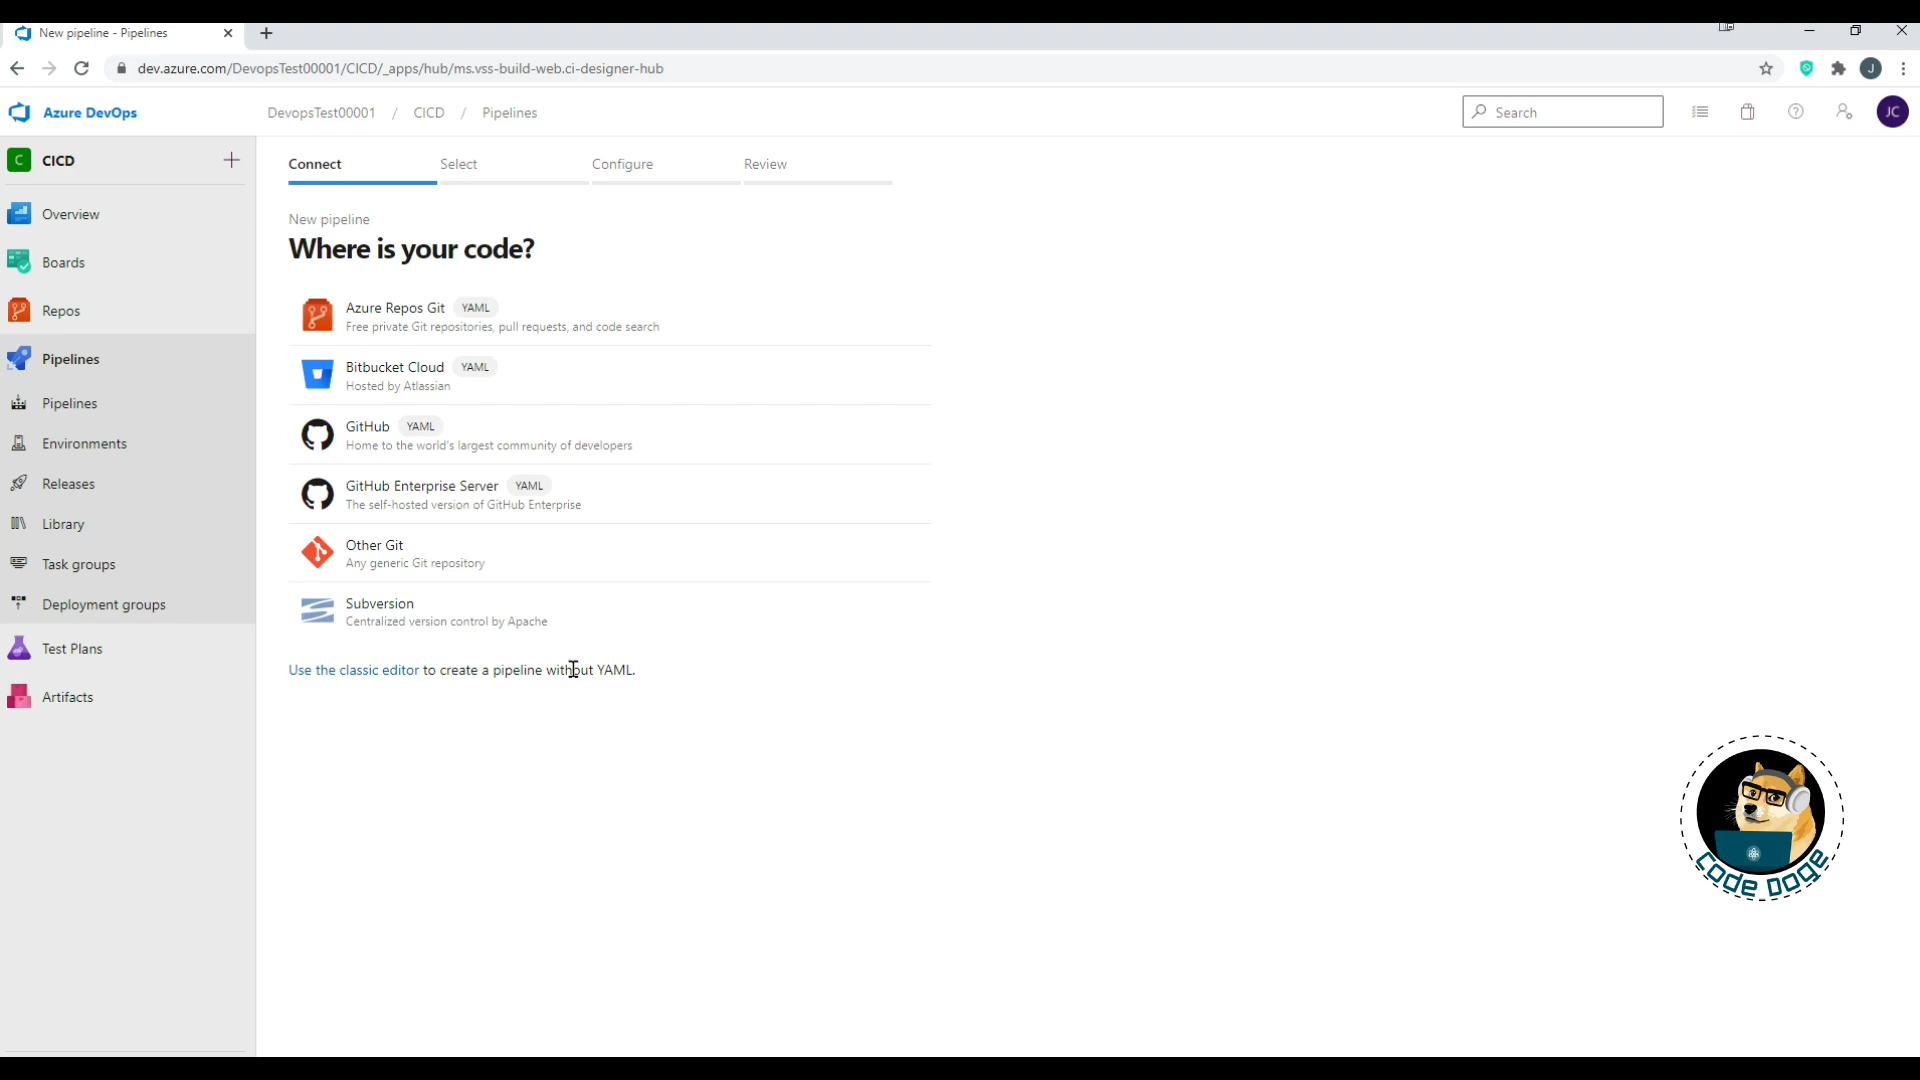 New pipeline - Pipelines
dev.azure.com/DevopsTest00001/CICD/_apps/hub/ms.vss-build-web.ci-designer-hub
J
Azure DevOps
DevopsTest00001 / CICD / Pipelines
Search
JC
C CICD
Overview
Boards
Repos
Pipelines
Pipelines
Environments
Releases
Library
Task groups
Deployment groups
Test Plans
Artifacts
Connect Select Configure Review
New pipeline
Where is your code?
Azure Repos Git YAML
Free private Git repositories, pull requests, and code search
Bitbucket Cloud YAML
Hosted by Atlassian
GitHub YAML
Home to the world's largest community of developers
GitHub Enterprise Server YAML
The self-hosted version of GitHub Enterprise
Other Git
Any generic Git repository
Subversion
Centralized version control by Apache
Use the classic editor to create a pipeline without YAML.
Code Doge